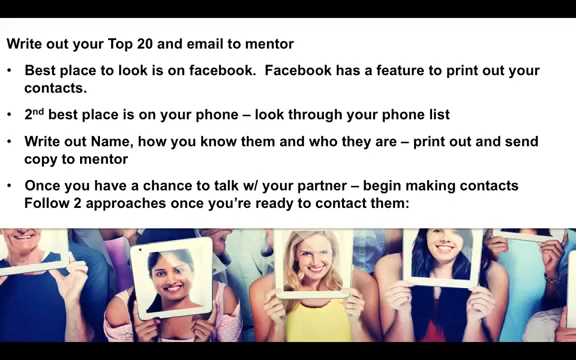 Write out your Top 20 and email to mentor
• Best place to look is on facebook.  Facebook has a feature to print out your
contacts.
• 2nd best place is on your phone – look through your phone list
• Write out Name, how you know them and who they are – print out and send
copy to mentor
• Once you have a chance to talk w/ your partner – begin making contacts
Follow 2 approaches once you're ready to contact them: